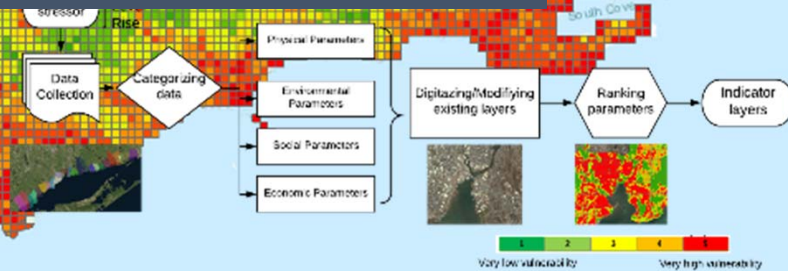 South Cove
stressor
Rise
Data
Collection
Categorizing
data
Physical Parameters
Environmental
Parameters
Social Parameters
Economic Parameters
Digitazing/Modifiying
existing layers
Ranking
parameters
Indicator
layers
1 2 3 4 5
Very low vulnerability
Very high vulnerability